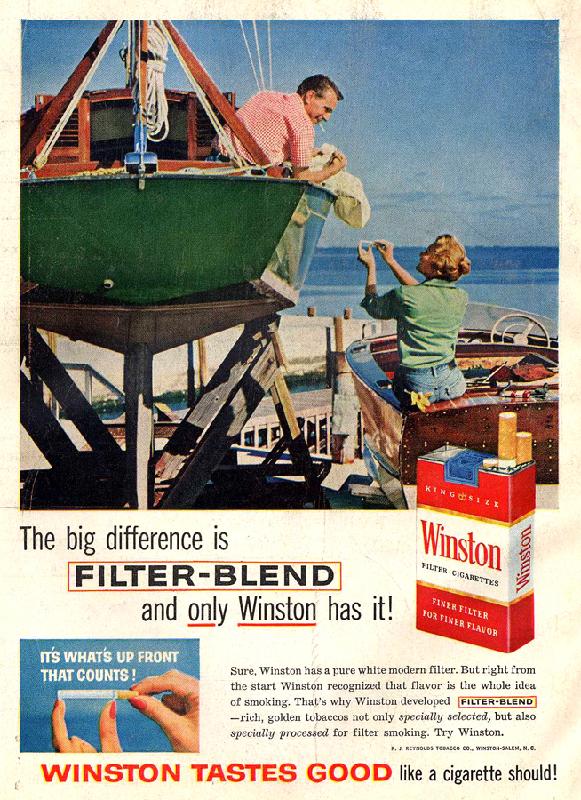 The big difference is
FILTER-BLEND
and only Winston has it!
KING SIZE
Winston
FILTER-CIGARETTES
FINER FILTER
FOR FINER FLAVOR
Winston
IT'S WHAT'S UP FRONT
THAT COUNTS!
Sure, Winston has a pure white modern filter. But right from
the start Winston recognized that flavor is the whole idea
of smoking. That's why Winston developed FILTER-BLEND
—rich, golden tobaccos not only specially selected, but also
specially processed for filter smoking. Try Winston.
R. J. REYNOLDS TOBACCO CO., WINSTON-SALEM, N. C.
WINSTON TASTES GOOD like a cigarette should!